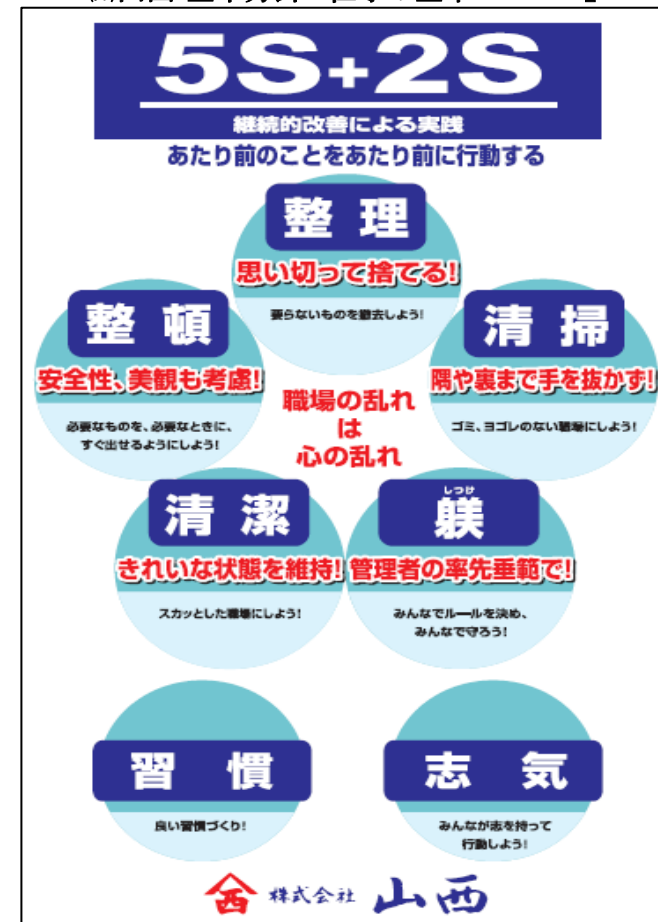 5S+2S
継続的改善による実践
あたり前のことをあたり前に行動する
整理
思い切って捨てる!
要らないものを撤去しよう!
整頓
安全性、美観も考慮!
必要なものを、必要なときに、
すぐ出せるようにしよう!
清掃
隅や裏まで手を抜かず!
ゴミ、ヨゴレのない職場にしよう!
職場の乱れ
は
心の乱れ
清潔
きれいな状態を維持!
スカッとした職場にしよう!
しつけ
躾
管理者の率先垂範で!
みんなでルールを決め、
みんなで守ろう!
習慣
良い習慣づくり!
志気
みんなが志を持って
行動しよう!
西
株式会社 山西